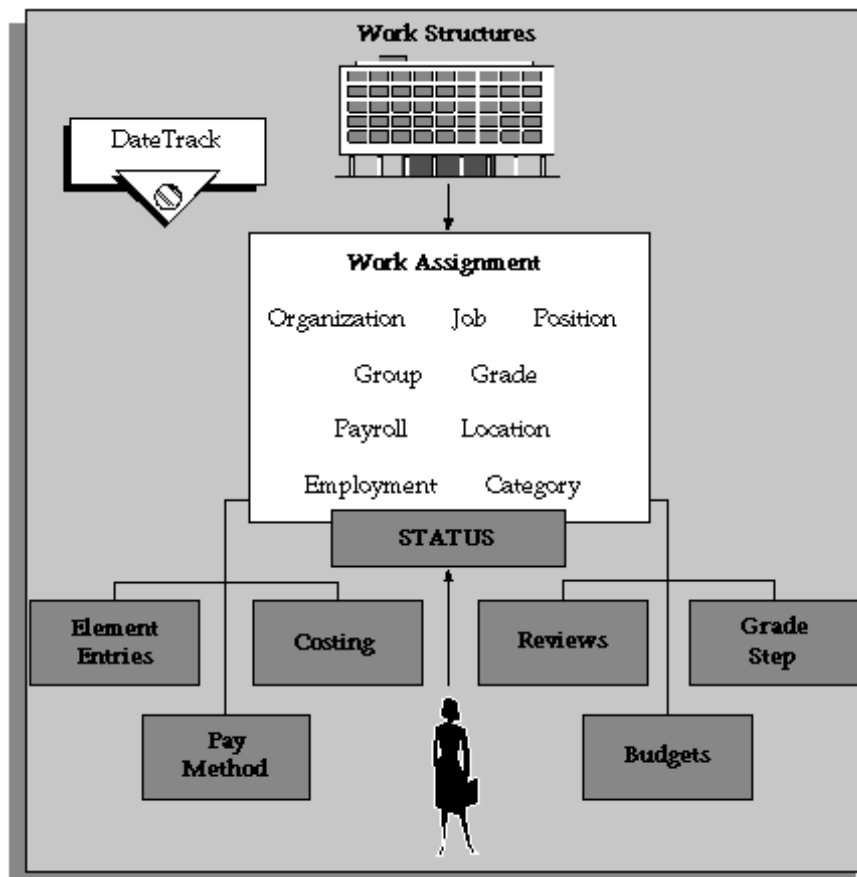 Work Structures
DateTrack
Work Assignment
Organization Job Position
Group Grade
Payroll Location
Employment Category
STATUS
Element
Entries
Costing
Reviews
Grade
Step
Pay
Method
Budgets